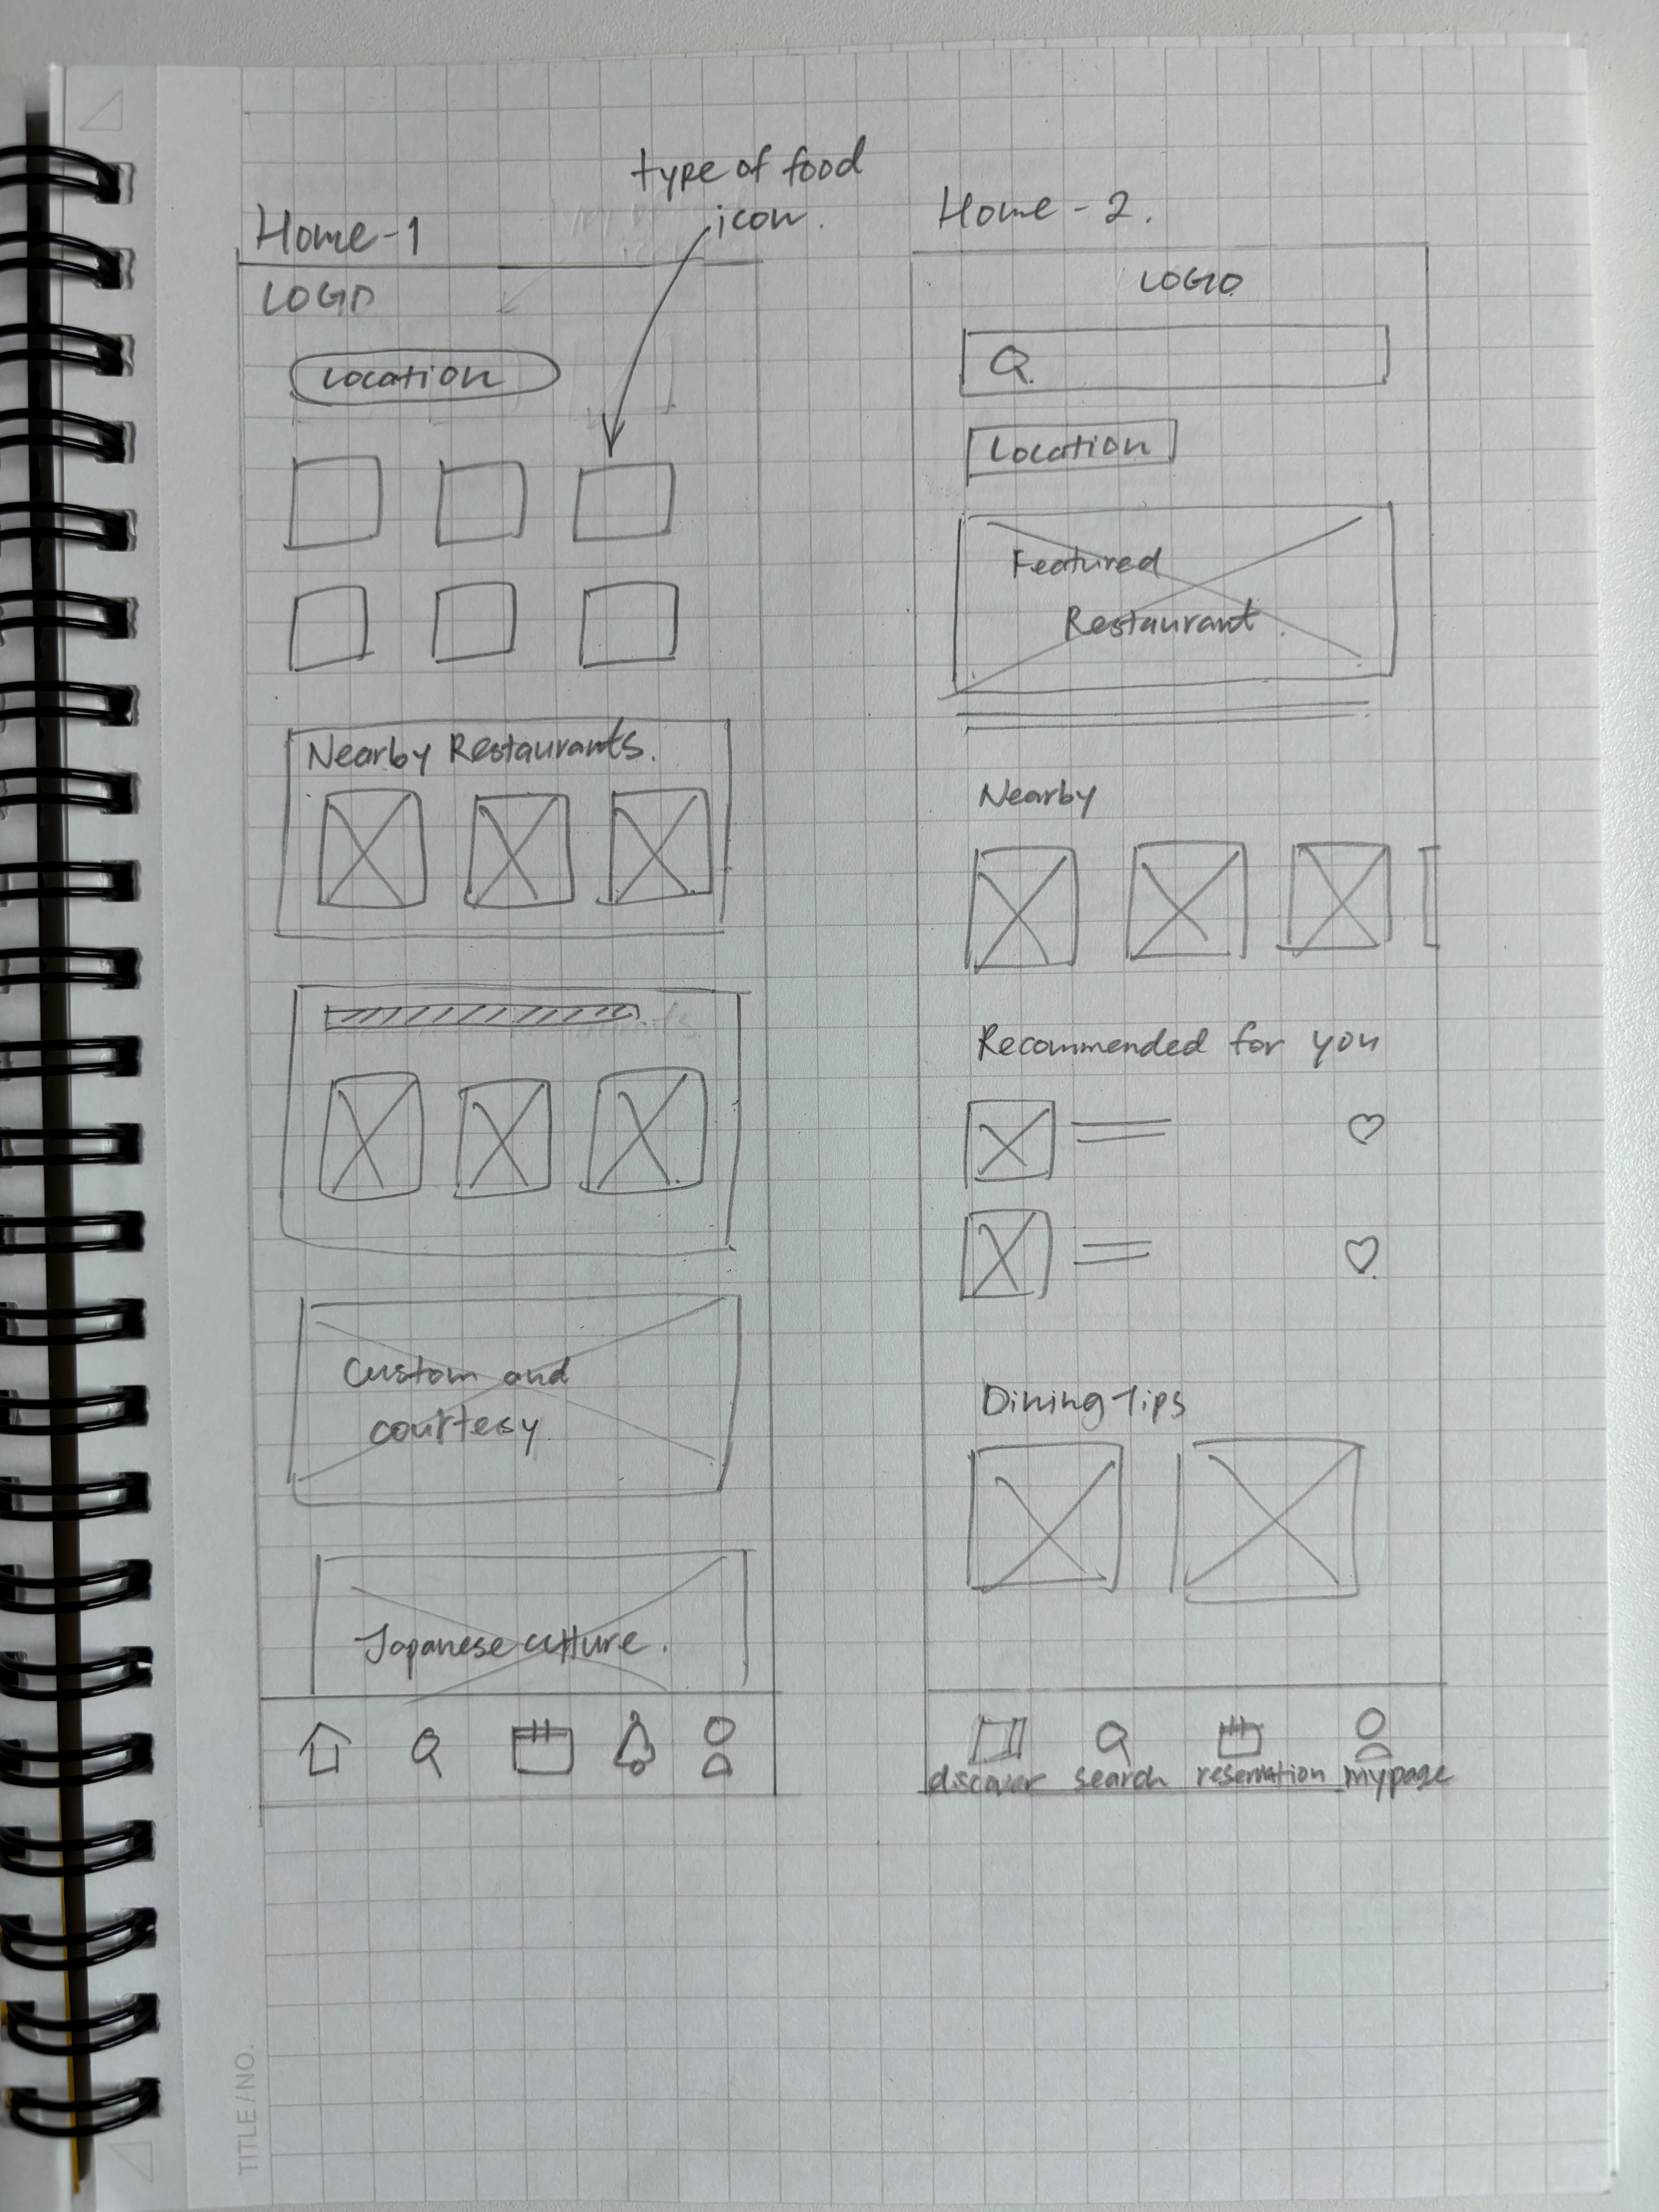 type of food
icon.
Home-1
LOGO
Location
Nearby Restaurants.
Custom and
courtesy
Japanese culture.
Home - 2.
LOGO
Location
Featured
Restaurant.
Nearby
Recommended for you
Dining tips
discover search reservation mypage
TITLE / NO.